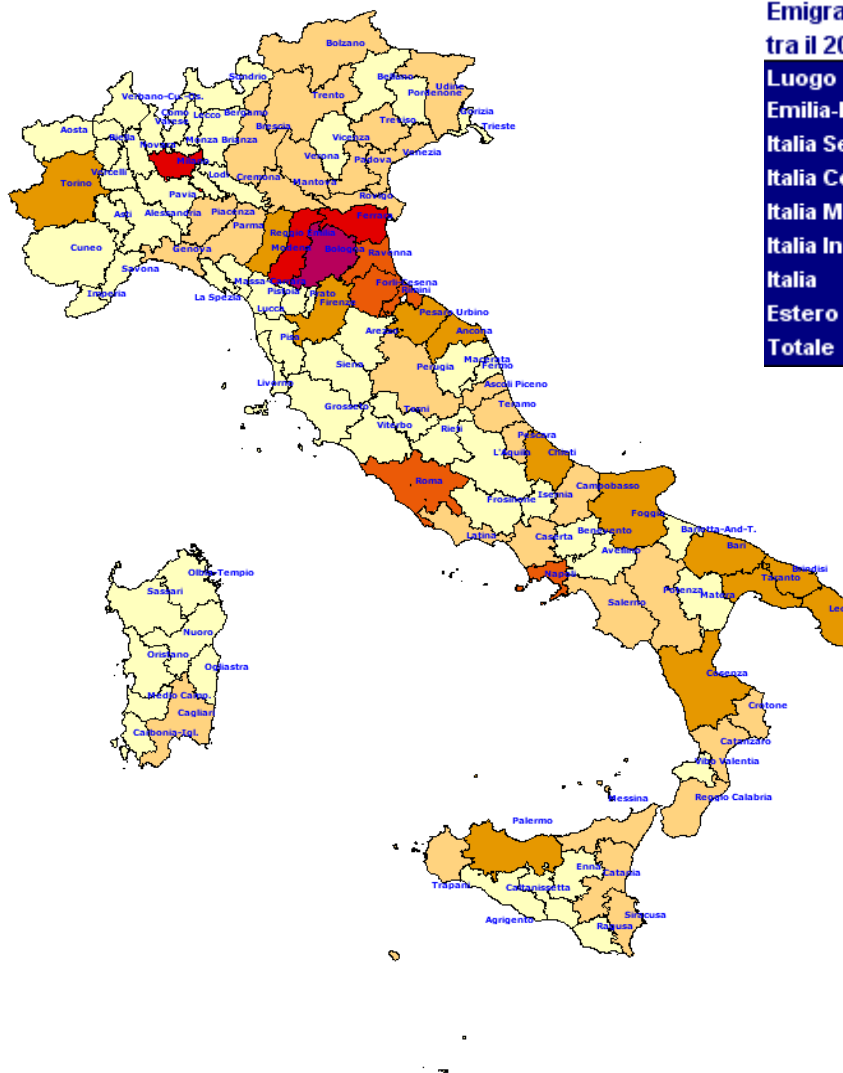 Emigra
tra il 20
Luogo
Emilia-
Italia Se
Italia Ce
Italia M
Italia In
Italia
Estero
Totale
Bolzano
Sondrio
Belluno
Udine
Verbano-Cu.-Os.
Trento
Pordenone
Como
Varese
Lecco
Bergamo
Gorizia
Aosta
Biella
Brescia
Treviso
Trieste
Novara
Monza Brianza
Vicenza
Milano
Verona
Padova
Venezia
Torino
Vercelli
Lodi
Cremona
Mantova
Pavia
Rovigo
Asti
Alessandria
Piacenza
Ferrara
Parma
Reggio Emilia
Cuneo
Genova
Modena
Bologna
Ravenna
Savona
Massa-Carrara
Forlì-Cesena
Imperia
La Spezia
Pistoia
Prato
Rimini
Lucca
Firenze
Pesaro Urbino
Pisa
Arezzo
Ancona
Siena
Perugia
Macerata
Fermo
Livorno
Ascoli Piceno
Grosseto
Terni
Teramo
Viterbo
Rieti
Pescara
L'Aquila
Chieti
Roma
Campobasso
Frosinone
Isernia
Foggia
Latina
Caserta
Benevento
Barletta-And-T.
Avellino
Bari
Napoli
Brindisi
Olbia-Tempio
Taranto
Sassari
Salerno
Potenza
Matera
Lec
Nuoro
Oristano
Ogliastra
Cosenza
Medio Camp.
Crotone
Cagliari
Carbonia-Igl.
Catanzaro
Vibo Valentia
Messina
Reggio Calabria
Palermo
Enna
Catania
Trapani
Caltanissetta
Agrigento
Siracusa
Ragusa